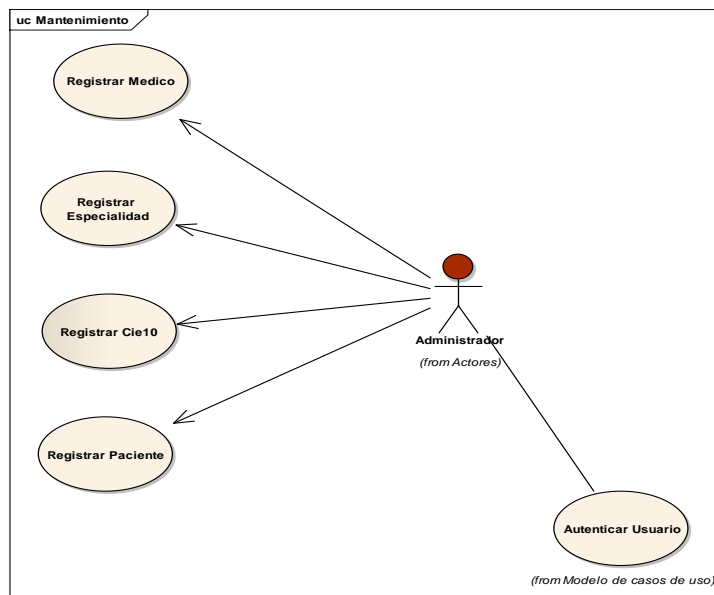 uc Mantenimiento
Registrar Medico
Registrar
Especialidad
Registrar Cie10
Registrar Paciente
Administrador
(from Actores)
Autenticar Usuario
(from Modelo de casos de uso)